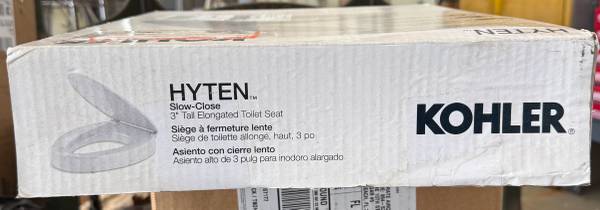 HYTEN™
Slow-Close
3" Tall Elongated Toilet Seat
Siège à fermeture lente
Siège de toilette allongé, haut, 3 po
Asiento con cierre lento
Asiento alto de 3 pulg para inodoro alargado
KOHLER®